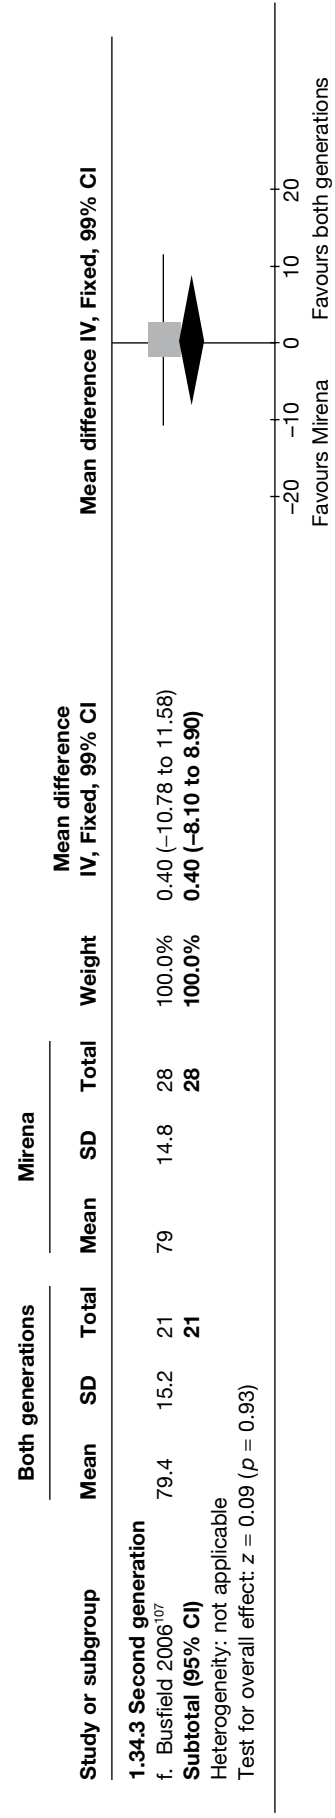 Both generations Mirena Mean difference
Study or subgroup Mean SD Total Mean SD Total Weight IV, Fixed, 99% CI Mean difference IV, Fixed, 99% CI
1.34.3 Second generation
f. Busfield 2006107 79.4 15.2 21 79 14.8 28 100.0% 0.40 (−10.78 to 11.58)
Subtotal (95% CI) 21 28 100.0% 0.40 (−8.10 to 8.90)
Heterogeneity: not applicable
Test for overall effect: z = 0.09 (p = 0.93)
−20 −10 0 10 20
Favours Mirena Favours both generations